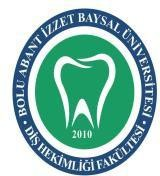 BOLU ABANT İZZET BAYSAL ÜNİVERSİTESİ
2010
DİŞ HEKİMLİĞİ FAKÜLTESİ